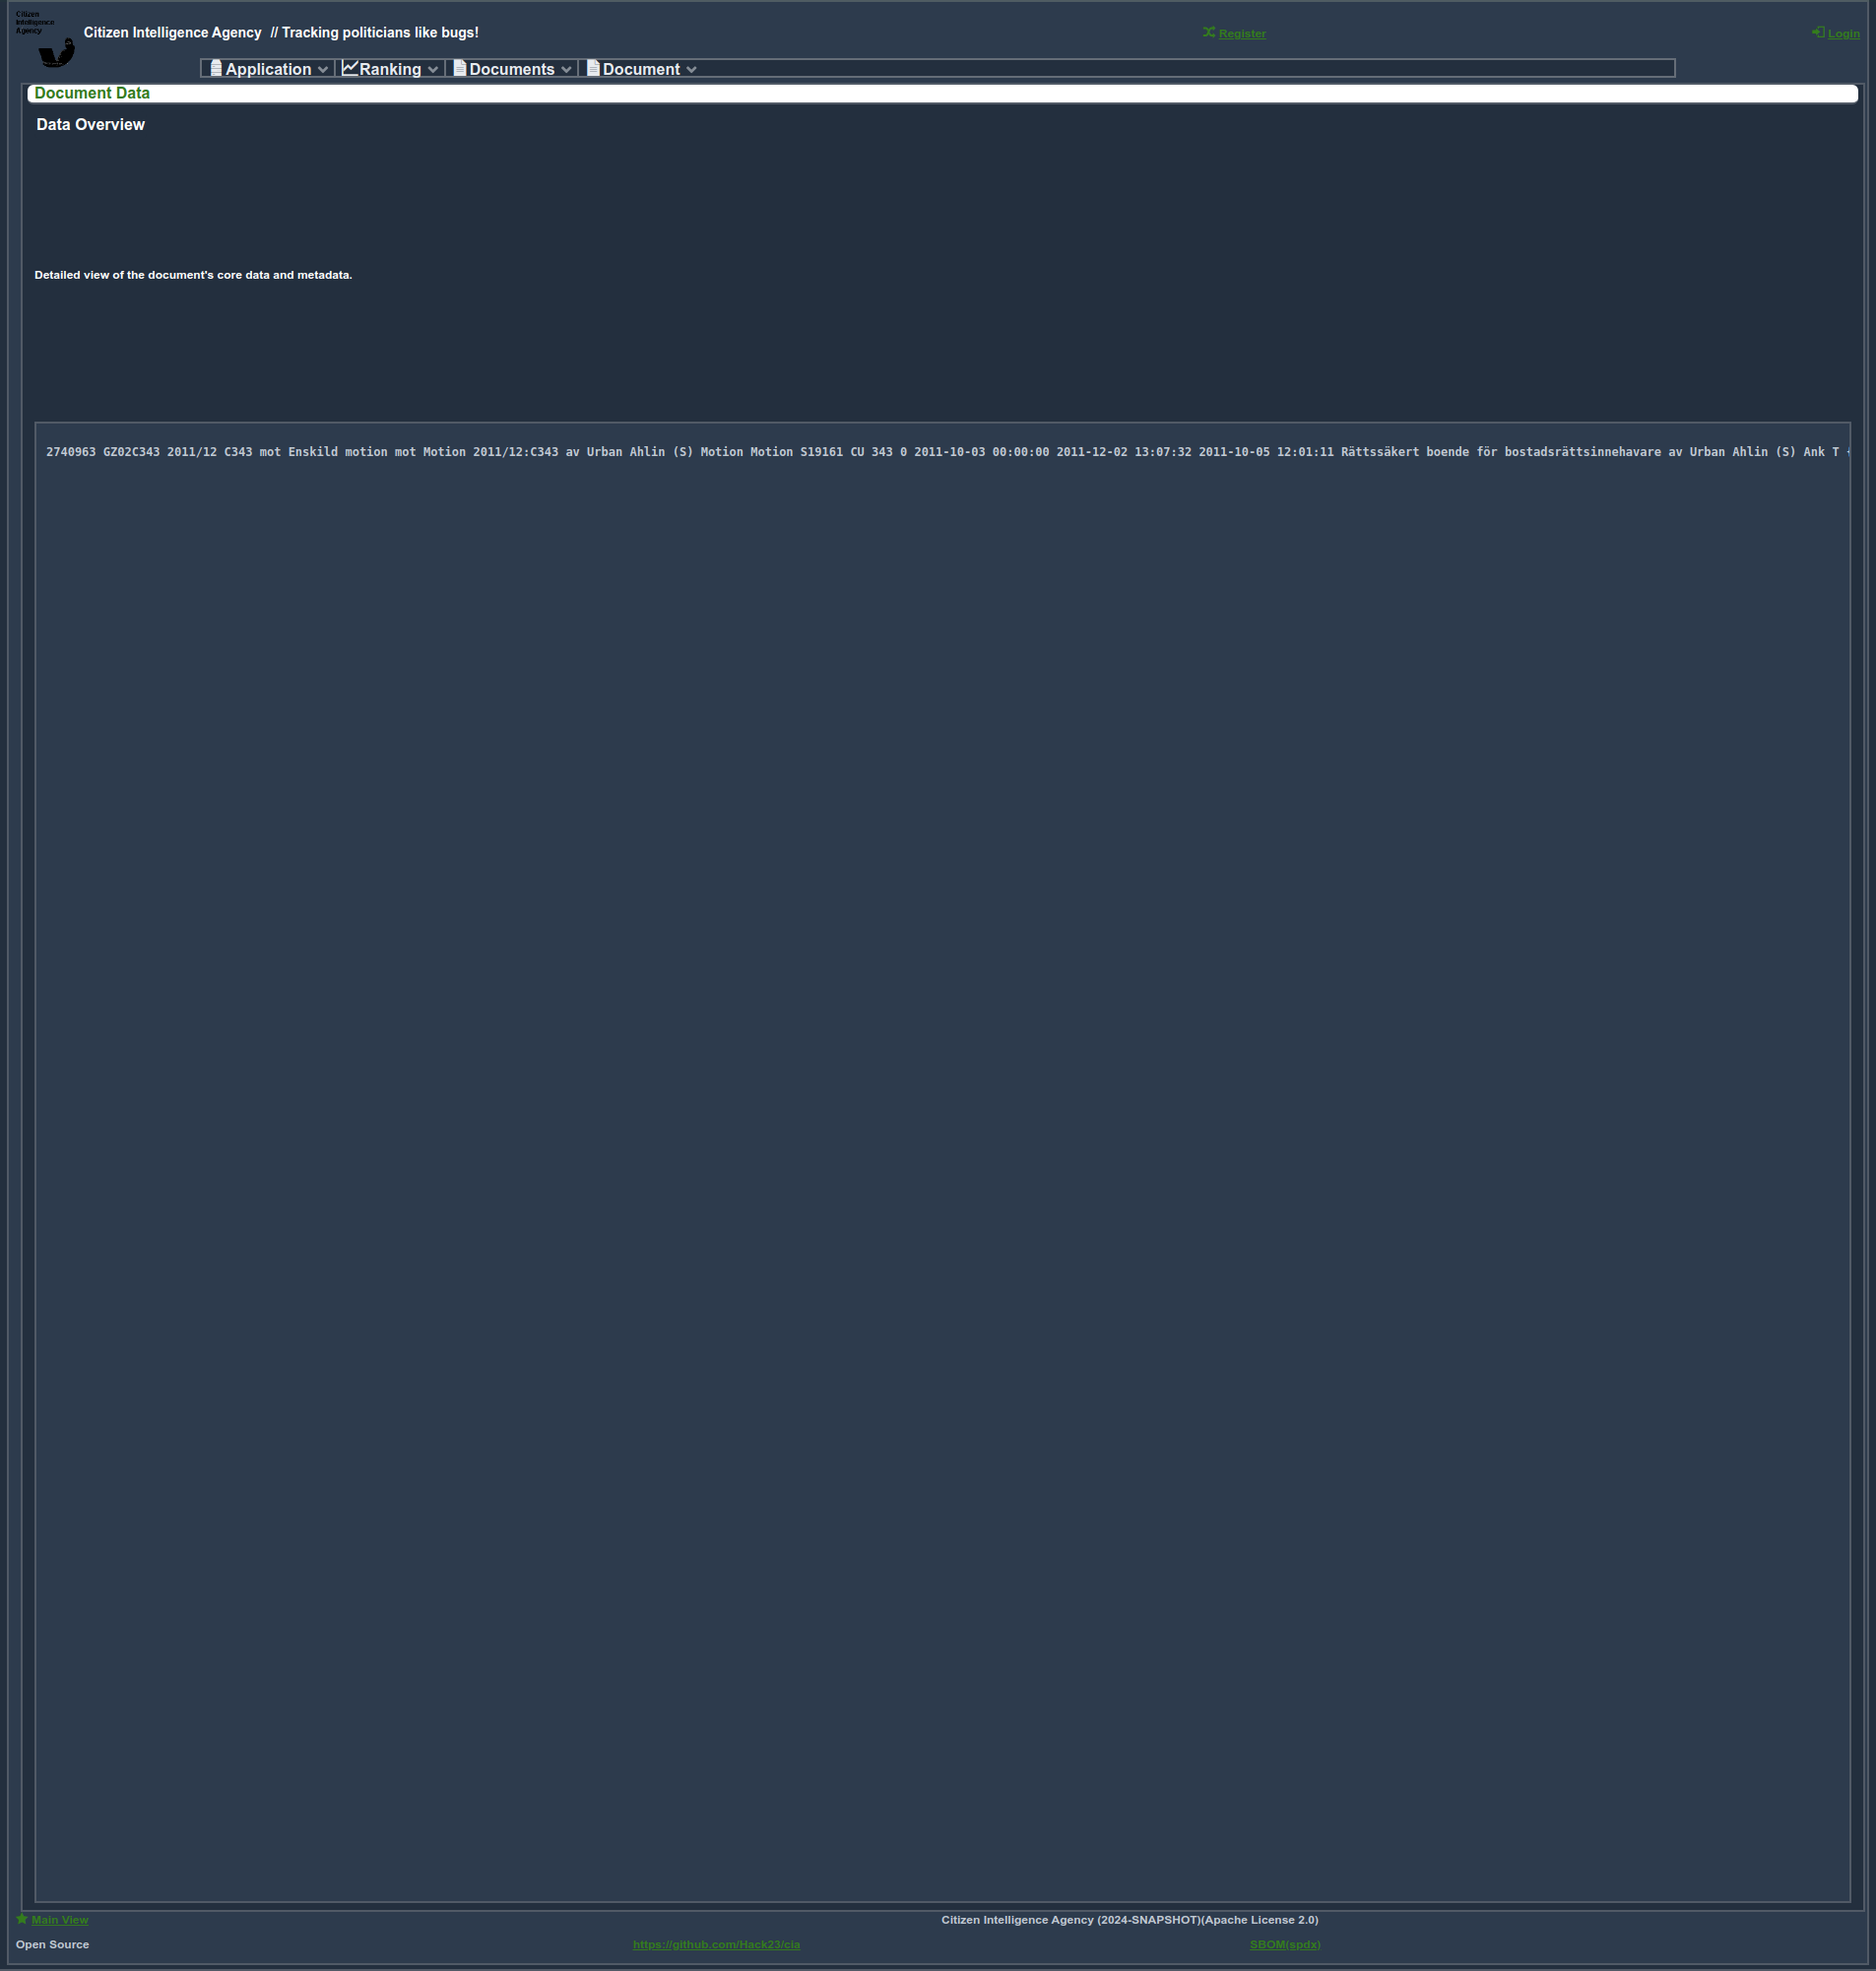 Citizen
Intelligence
Agency
Citizen Intelligence Agency // Tracking politicians like bugs!
Register
Login
Application
Ranking
Documents
Document
Document Data
Data Overview
Detailed view of the document's core data and metadata.
2740963 GZ02C343 2011/12 C343 mot Enskild motion mot Motion 2011/12:C343 av Urban Ahlin (S) Motion Motion S19161 CU 343 0 2011-10-03 00:00:00 2011-12-02 13:07:32 2011-10-05 12:01:11 Rättssäkert boende för bostadsrättsinnehavare av Urban Ahlin (S) Ank T
Main View
Citizen Intelligence Agency (2024-SNAPSHOT)(Apache License 2.0)
Open Source
https://github.com/Hack23/cia
SBOM(spdx)